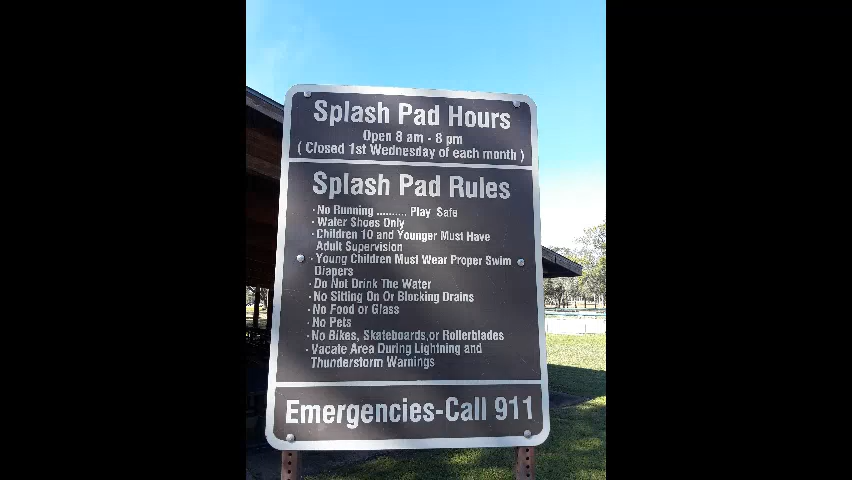 Splash Pad Hours
Open 8 am - 8 pm
( Closed 1st Wednesday of each month )
Splash Pad Rules
· No Running .......... Play Safe
· Water Shoes Only
· Children 10 and Younger Must Have
Adult Supervision
· Young Children Must Wear Proper Swim
Diapers
· Do Not Drink The Water
· No Sitting On Or Blocking Drains
· No Food or Glass
· No Pets
· No Bikes, Skateboards,or Rollerblades
· Vacate Area During Lightning and
Thunderstorm Warnings
Emergencies-Call 911